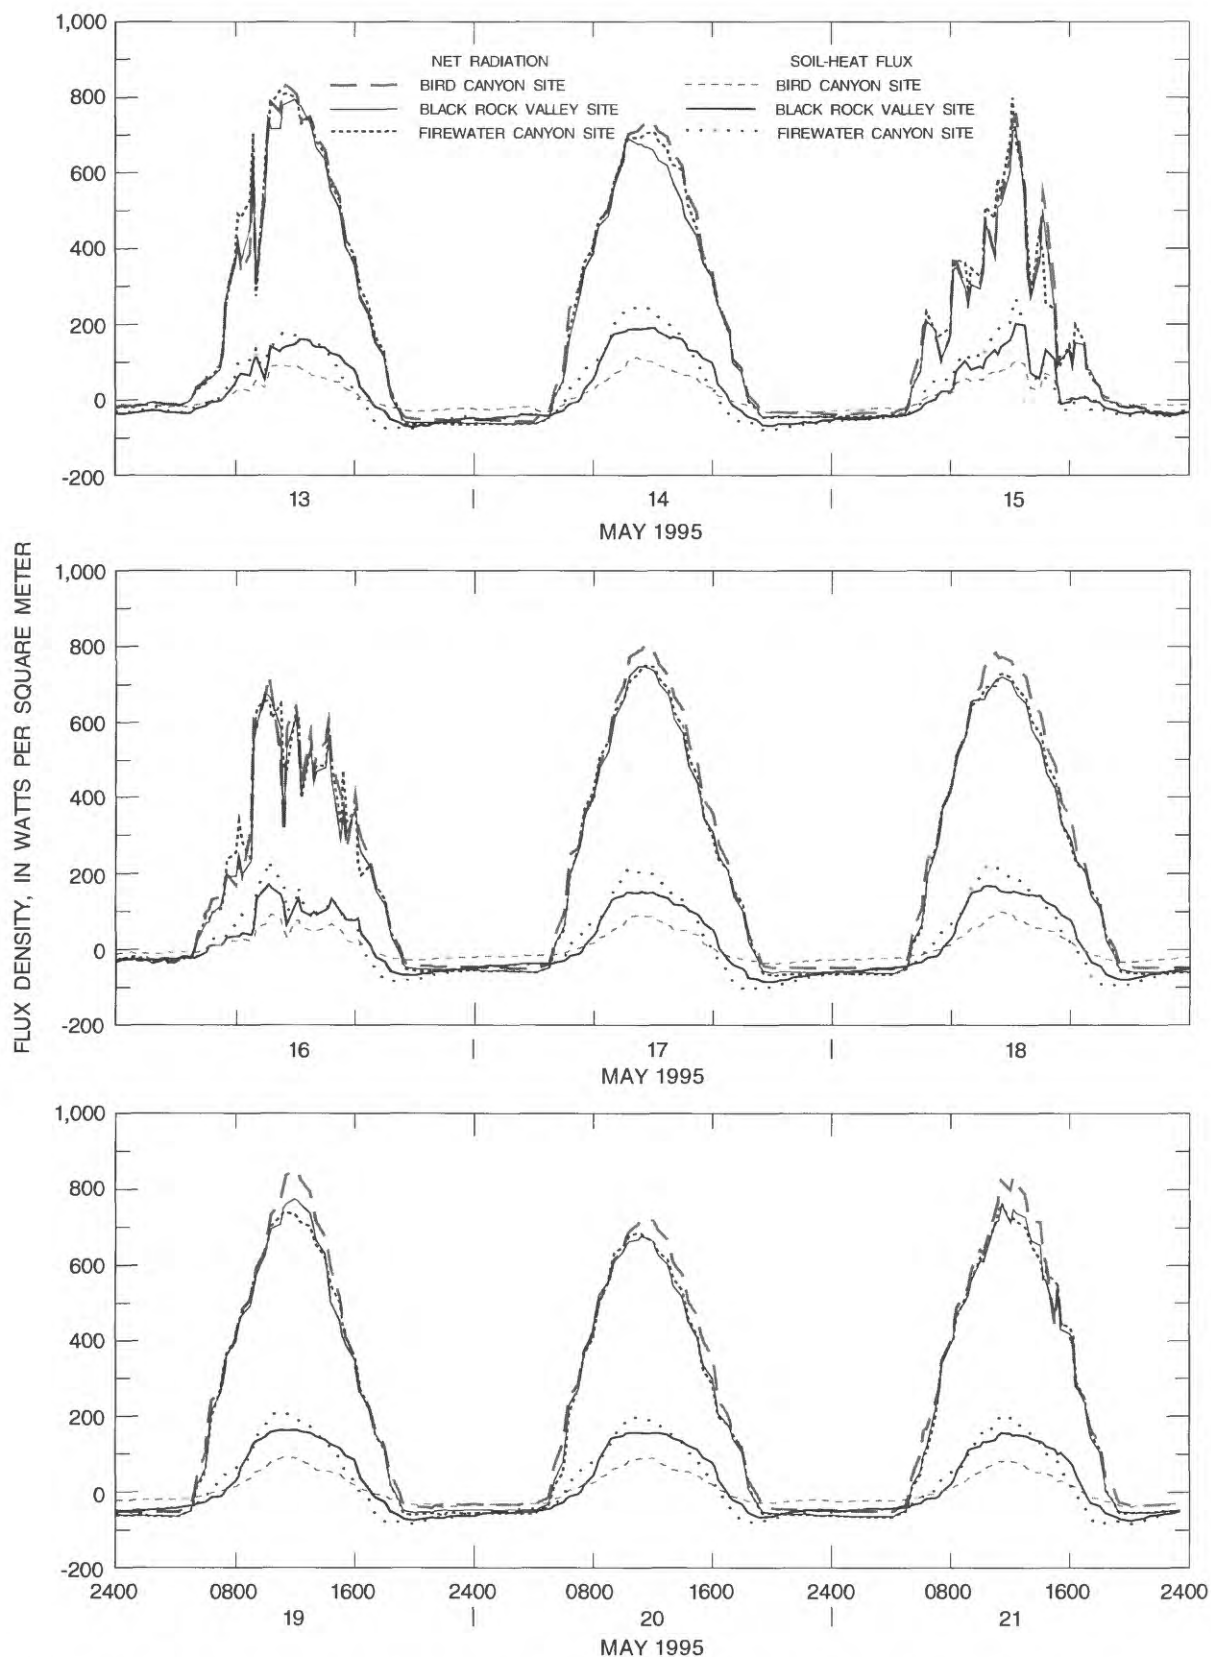 FLUX DENSITY, IN WATTS PER SQUARE METER
1,000
800
600
400
200
0
-200
NET RADIATION
BIRD CANYON SITE
BLACK ROCK VALLEY SITE
FIREWATER CANYON SITE
SOIL-HEAT FLUX
BIRD CANYON SITE
BLACK ROCK VALLEY SITE
FIREWATER CANYON SITE
13 14 15
MAY 1995
1,000
800
600
400
200
0
-200
16 17 18
MAY 1995
1,000
800
600
400
200
0
-200
2400 0800 1600 2400 0800 1600 2400 0800 1600 2400
19 20 21
MAY 1995